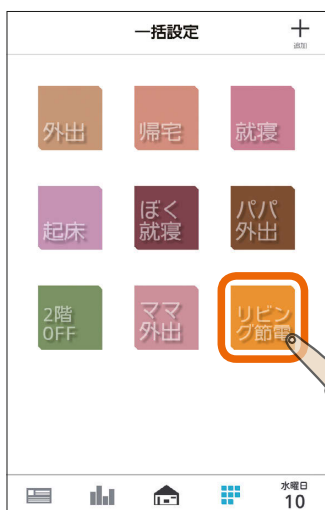 一括設定
追加
外出
帰宅
就寝
起床
ぼく
就寝
パパ
外出
2階
OFF
ママ
外出
リビン
グ節電
水曜日
10